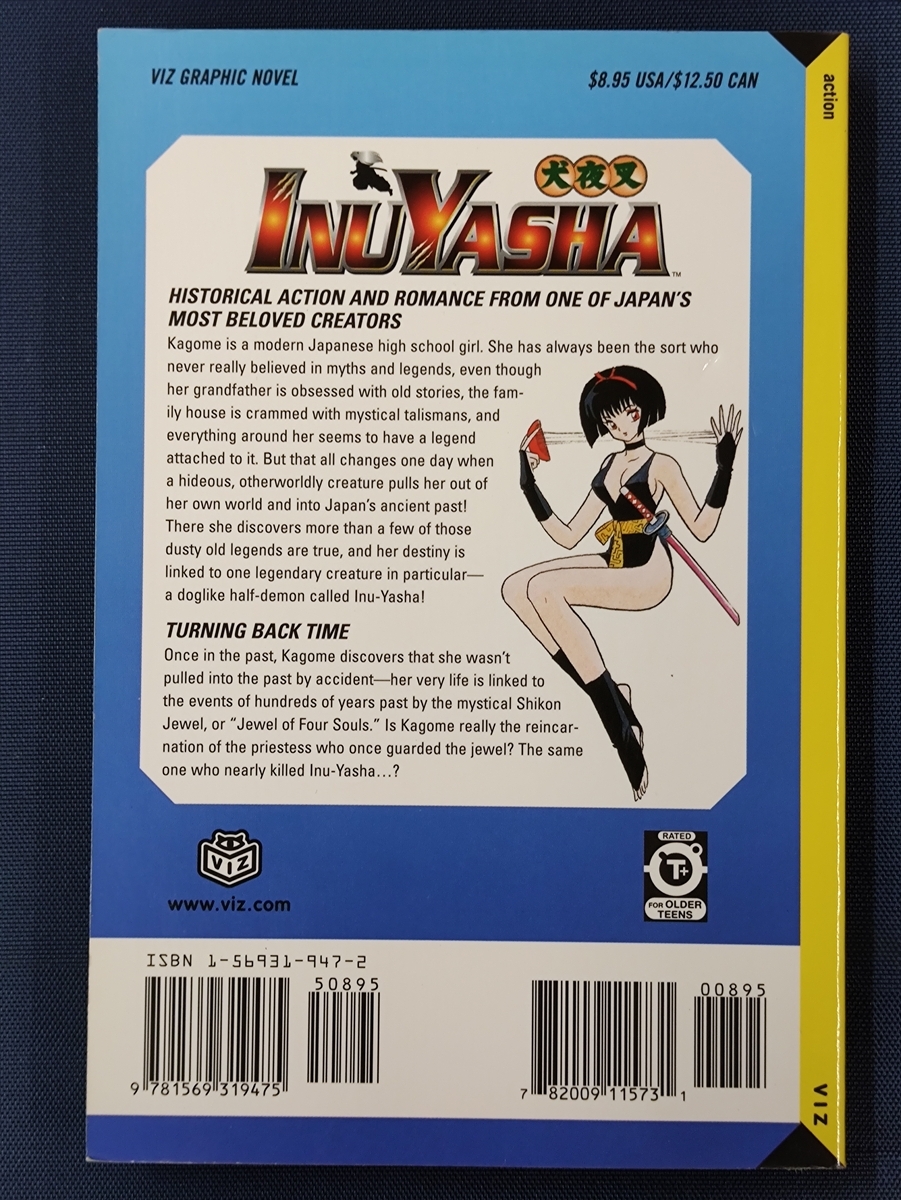 VIZ GRAPHIC NOVEL
$8.95 USA/$12.50 CAN
action
犬夜叉
INUYASHA
TM
HISTORICAL ACTION AND ROMANCE FROM ONE OF JAPAN'S
MOST BELOVED CREATORS
Kagome is a modern Japanese high school girl. She has always been the sort who
never really believed in myths and legends, even though
her grandfather is obsessed with old stories, the fam-
ily house is crammed with mystical talismans, and
everything around her seems to have a legend
attached to it. But that all changes one day when
a hideous, otherworldly creature pulls her out of
her own world and into Japan's ancient past!
There she discovers more than a few of those
dusty old legends are true, and her destiny is
linked to one legendary creature in particular—
a doglike half-demon called Inu-Yasha!
TURNING BACK TIME
Once in the past, Kagome discovers that she wasn't
pulled into the past by accident—her very life is linked to
the events of hundreds of years past by the mystical Shikon
Jewel, or “Jewel of Four Souls.” Is Kagome really the reincar-
nation of the priestess who once guarded the jewel? The same
one who nearly killed Inu-Yasha...?
VIZ
www.viz.com
RATED
T+
FOR OLDER
TEENS
ISBN 1-56931-947-2
50895
9 781569 319475
00895
7 82009 11573 1
VIZ